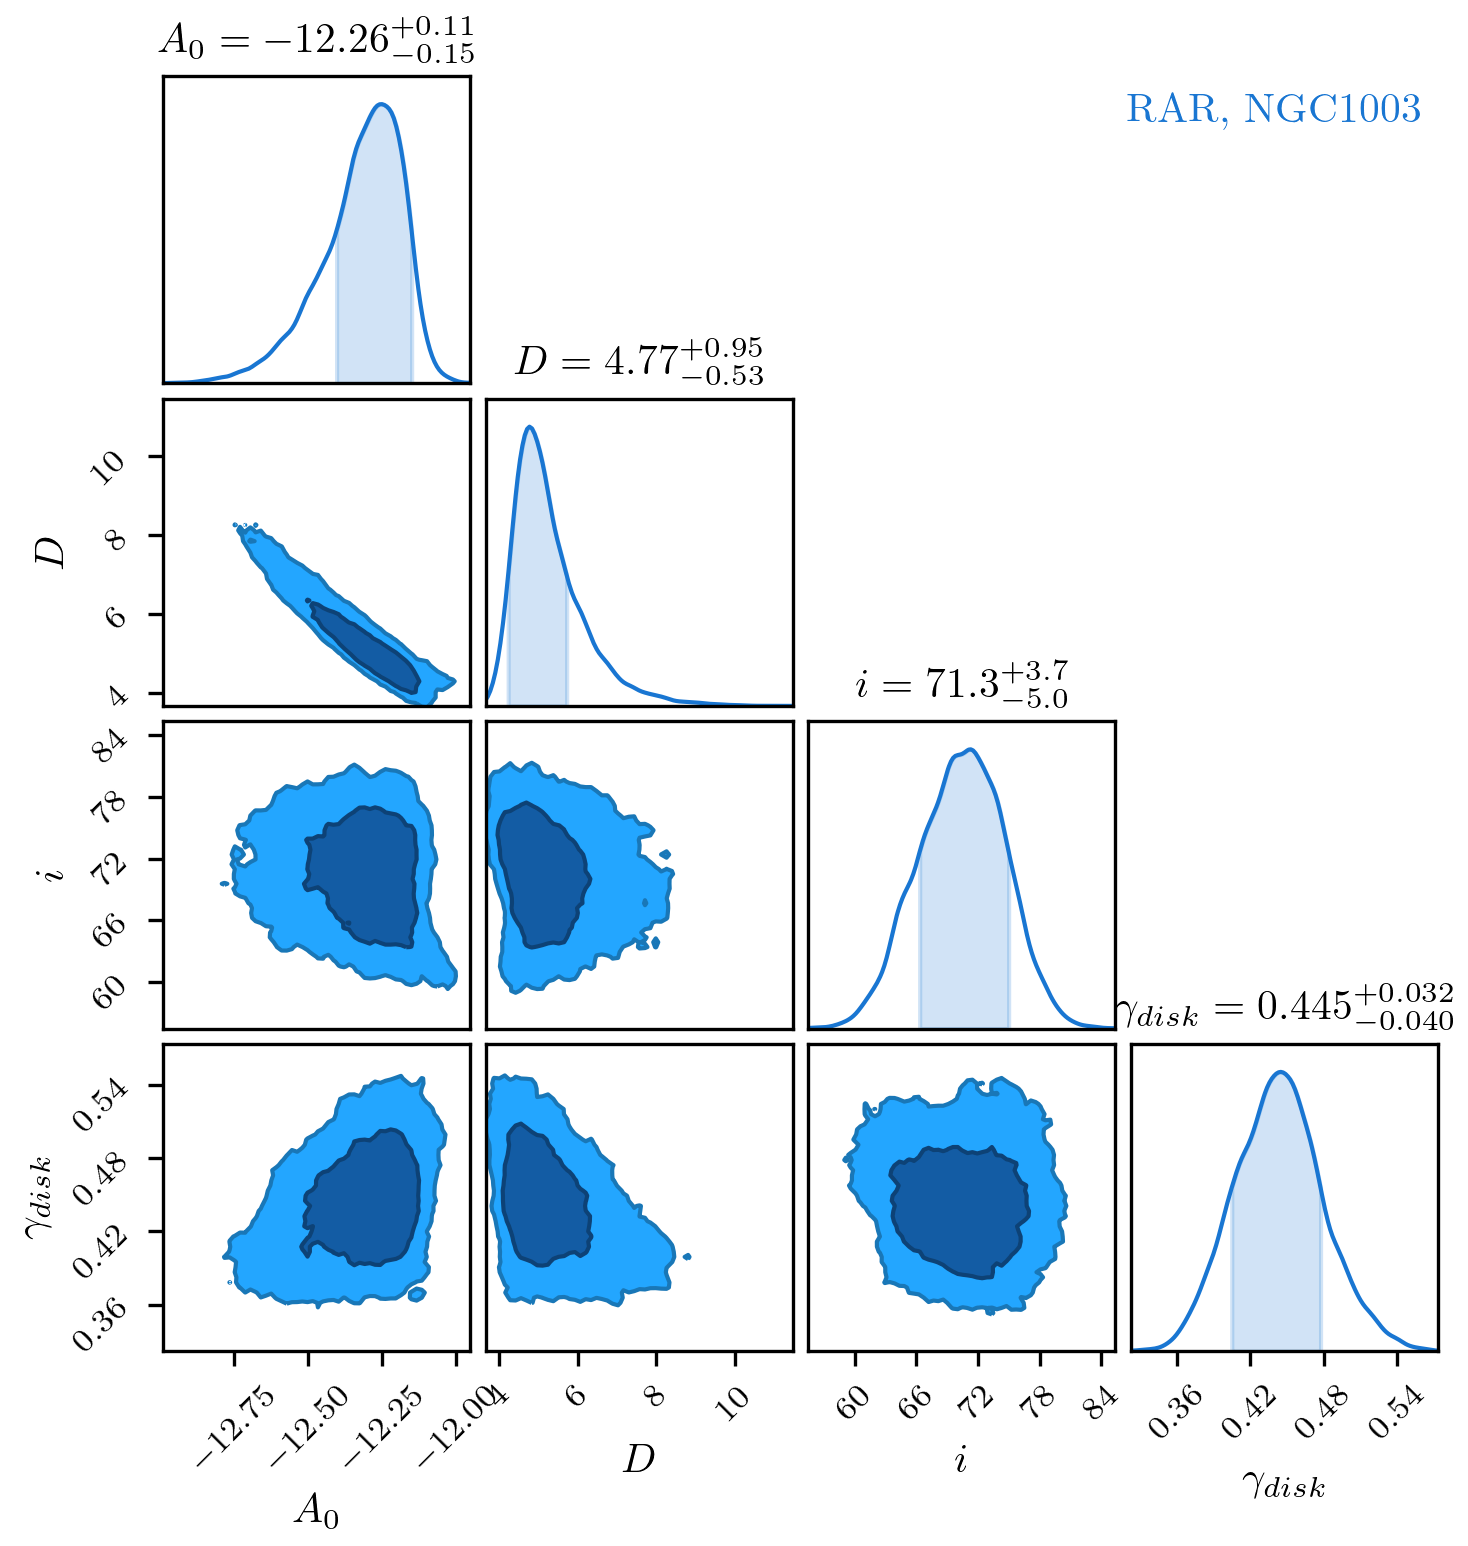 A₀ = −12.26⁺⁰·¹¹₋₀.₁₅
RAR, NGC1003
D = 4.77⁺⁰·⁹⁵₋₀.₅₃
10
8
6
4
D
i = 71.3⁺³·⁷₋₅.₀
84
78
72
66
60
i
γ_disk = 0.445⁺⁰·⁰³²₋₀.₀₄₀
0.54
0.48
0.42
0.36
γ_disk
−12.75 −12.50 −12.25 −12.00
4 6 8 10
60 66 72 78 84
0.36 0.42 0.48 0.54
A₀
D
i
γ_disk